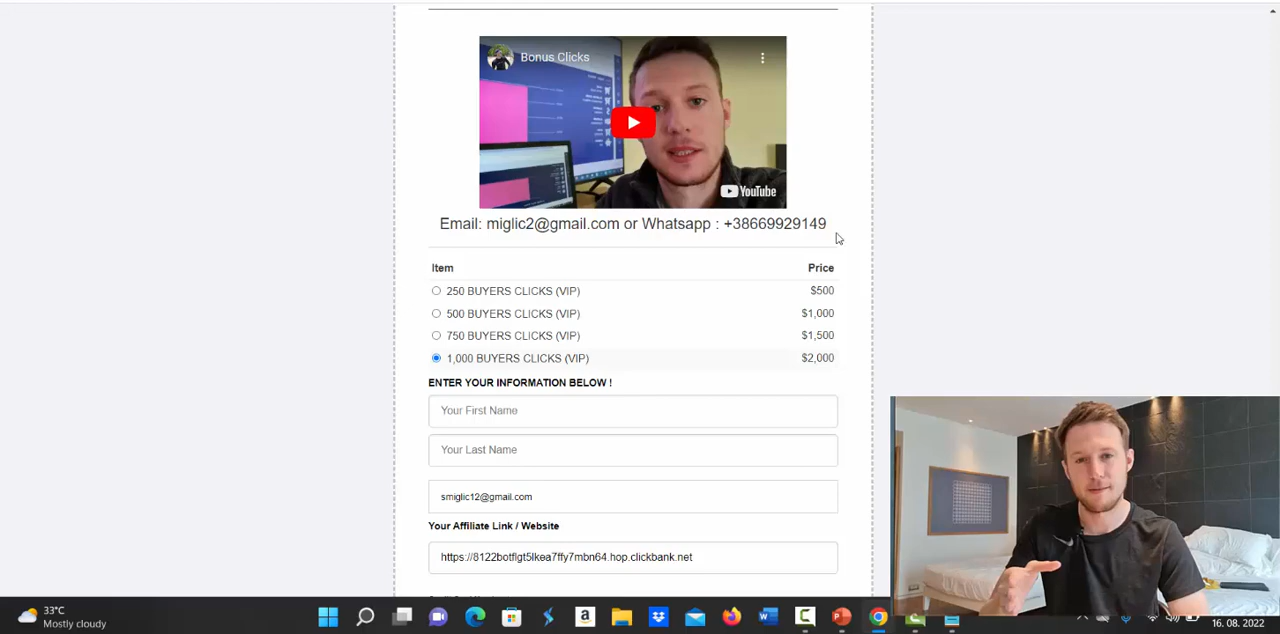 Bonus Clicks
YouTube
Email: miglic2@gmail.com or Whatsapp : +38669929149
Item Price
250 BUYERS CLICKS (VIP) $500
500 BUYERS CLICKS (VIP) $1,000
750 BUYERS CLICKS (VIP) $1,500
1,000 BUYERS CLICKS (VIP) $2,000
ENTER YOUR INFORMATION BELOW !
Your First Name
Your Last Name
smiglic12@gmail.com
Your Affiliate Link / Website
https://8122botflgt5lkea7ffy7mbn64.hop.clickbank.net
33°C
Mostly cloudy
16. 08. 2022